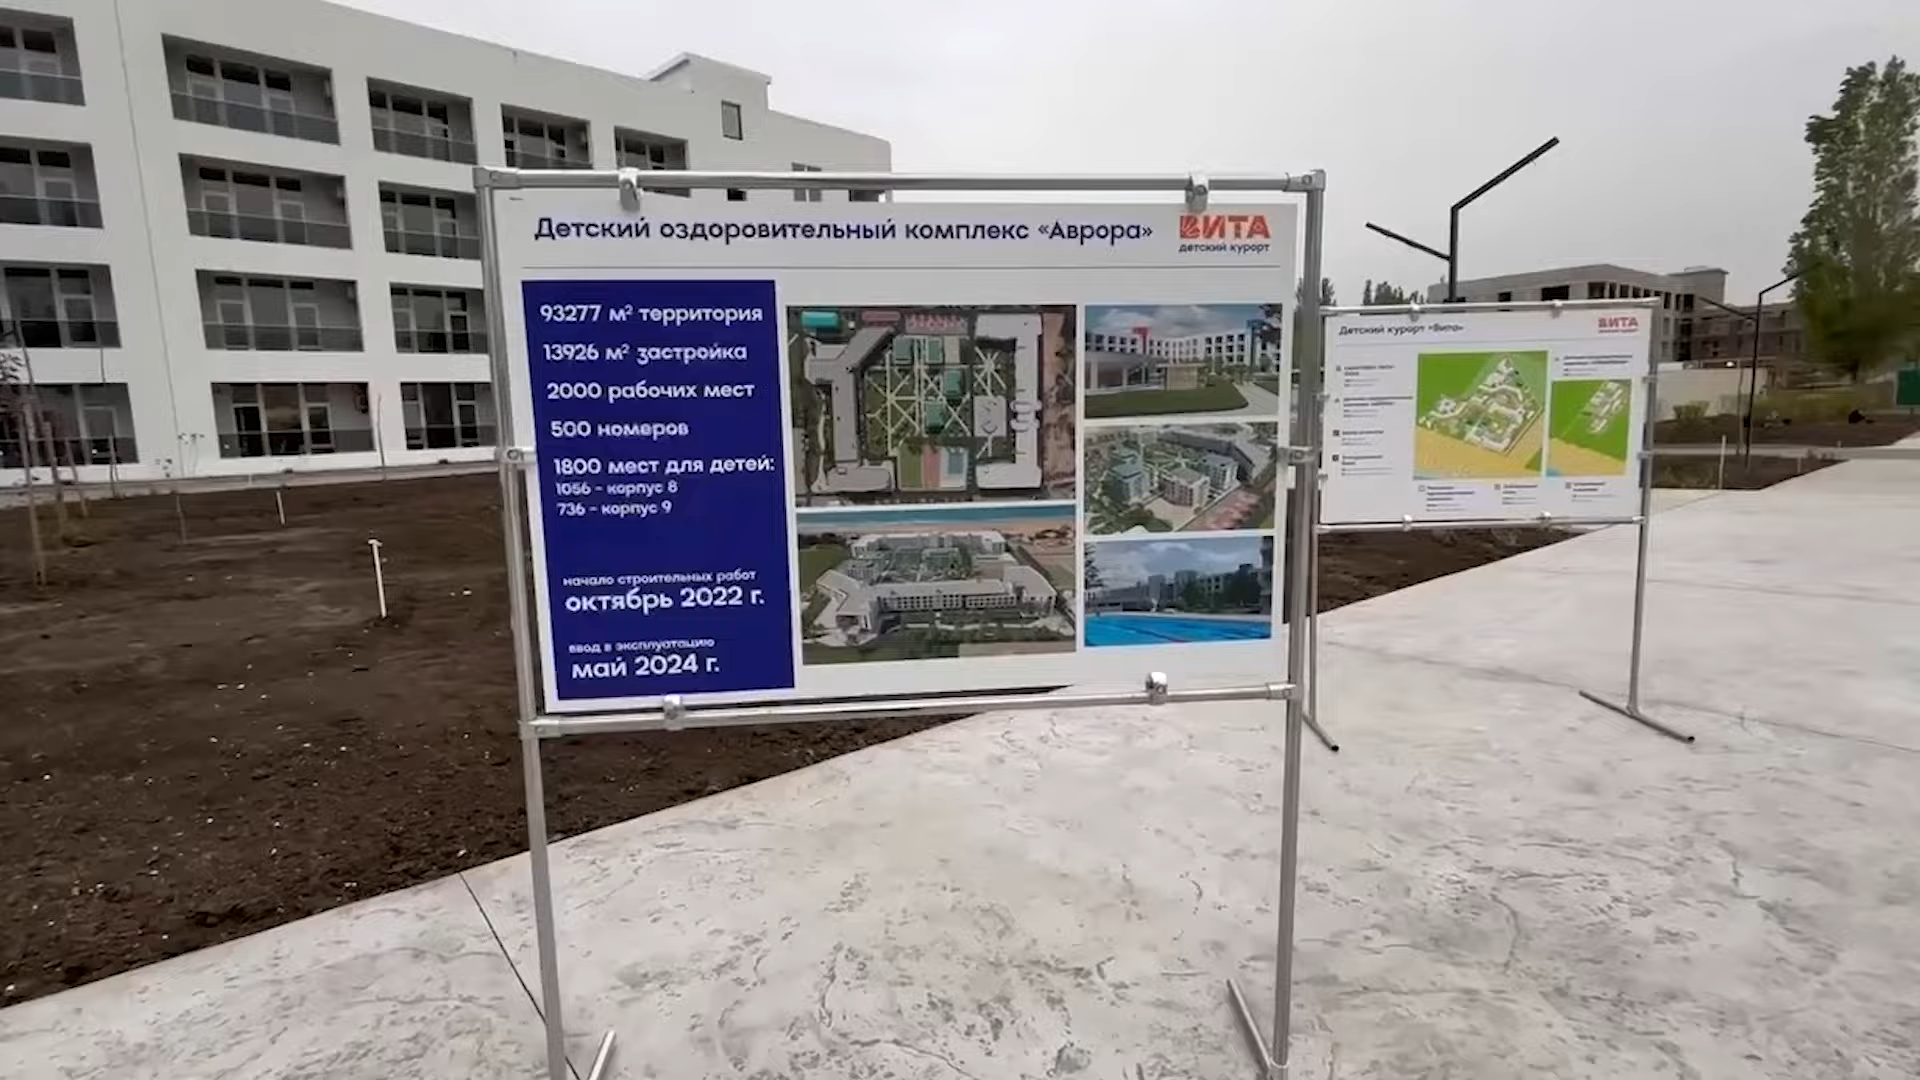 Детский оздоровительный комплекс «Аврора»
ВИТА
детский курорт
93277 м² территория
13926 м² застройка
2000 рабочих мест
500 номеров
1800 мест для детей:
1056 - корпус 8
736 - корпус 9
начало строительных работ
октябрь 2022 г.
ввод в эксплуатацию
май 2024 г.
Детский курорт «Вита»
ВИТА